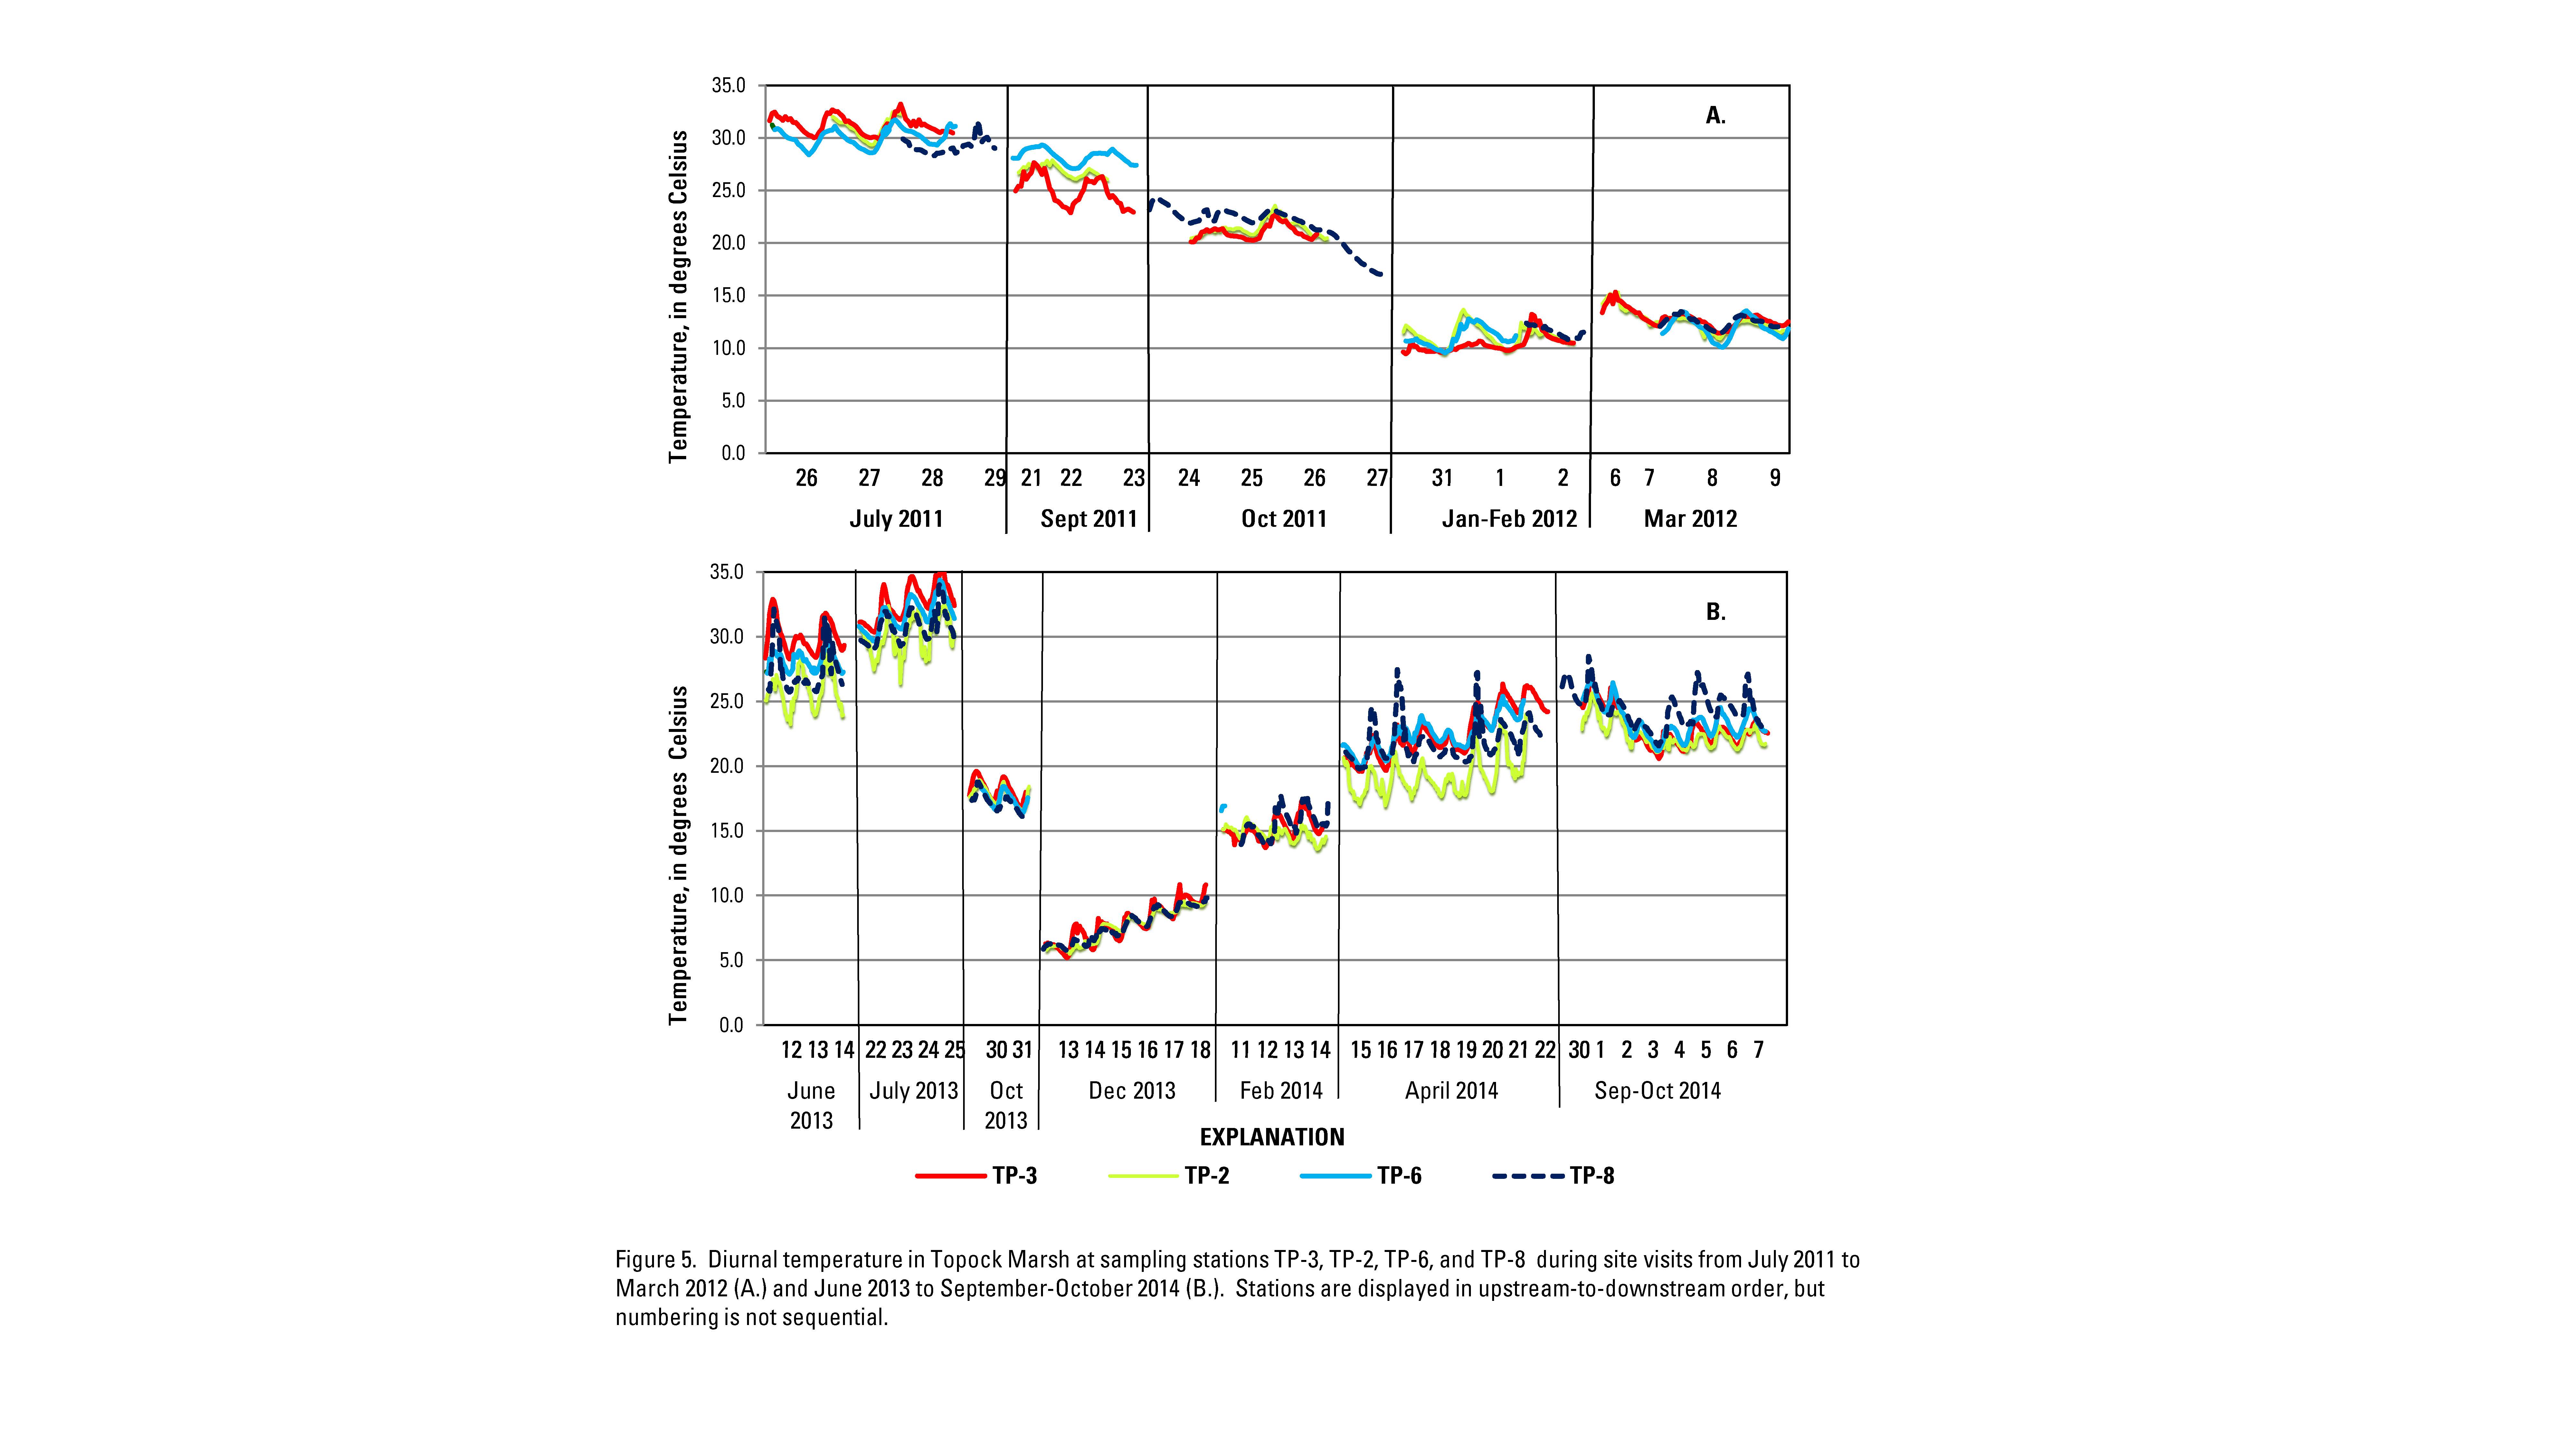 35.0
30.0
25.0
20.0
15.0
10.0
5.0
0.0
Temperature, in degrees Celsius
A.
26 27 28 29 21 22 23 24 25 26 27 31 1 2 6 7 8 9
July 2011 Sept 2011 Oct 2011 Jan-Feb 2012 Mar 2012
35.0
30.0
25.0
20.0
15.0
10.0
5.0
0.0
Temperature, in degrees Celsius
B.
12 13 14 22 23 24 25 30 31 13 14 15 16 17 18 11 12 13 14 15 16 17 18 19 20 21 22 30 1 2 3 4 5 6 7
June July 2013 Oct Dec 2013 Feb 2014 April 2014 Sep-Oct 2014
2013 2013
EXPLANATION
TP-3 TP-2 TP-6 TP-8
Figure 5. Diurnal temperature in Topock Marsh at sampling stations TP-3, TP-2, TP-6, and TP-8 during site visits from July 2011 to
March 2012 (A.) and June 2013 to September-October 2014 (B.). Stations are displayed in upstream-to-downstream order, but
numbering is not sequential.